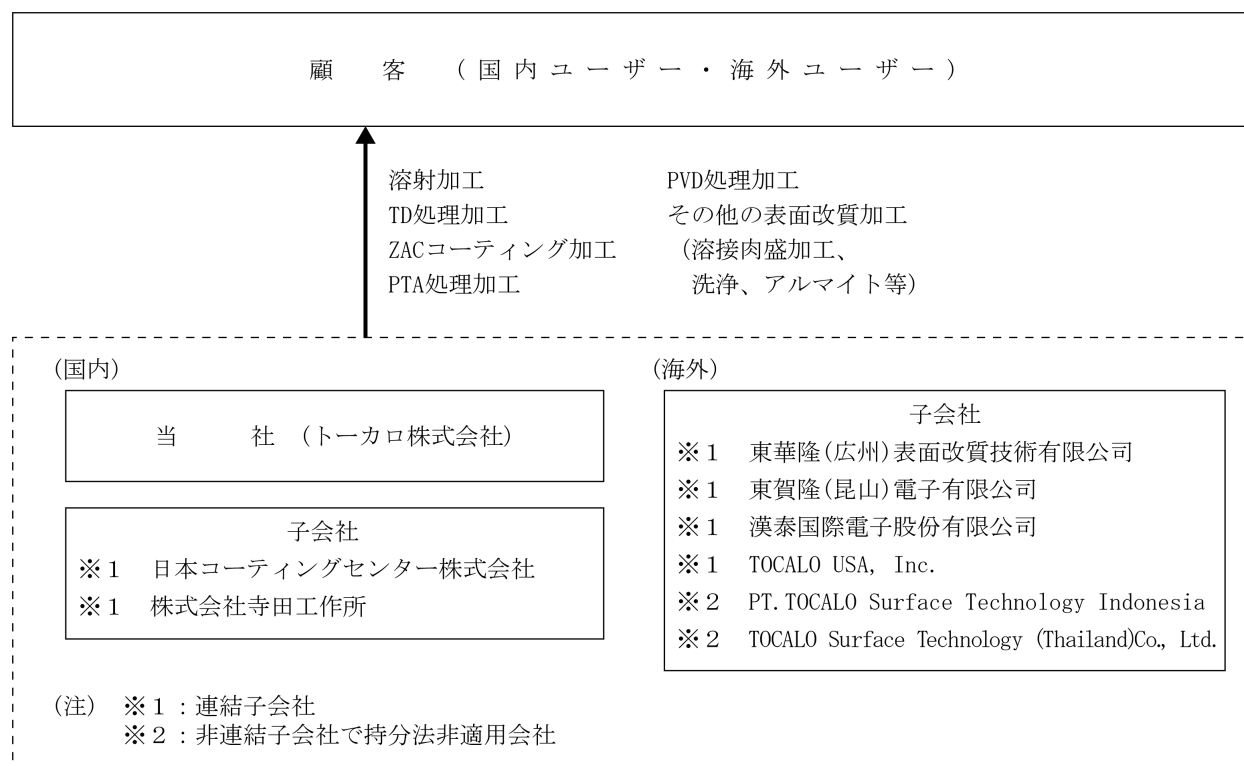 顧　客　(国内ユーザー・海外ユーザー)
溶射加工
TD処理加工
ZACコーティング加工
PTA処理加工
PVD処理加工
その他の表面改質加工
(溶接肉盛加工、
洗浄、アルマイト等)
(国内)
当　社　(トーカロ株式会社)
子会社
※1　日本コーティングセンター株式会社
※1　株式会社寺田工作所
(海外)
子会社
※1　東華隆(広州)表面改質技術有限公司
※1　東賀隆(昆山)電子有限公司
※1　漢泰国際電子股份有限公司
※1　TOCALO USA, Inc.
※2　PT.TOCALO Surface Technology Indonesia
※2　TOCALO Surface Technology (Thailand)Co., Ltd.
(注)　※1：連結子会社
※2：非連結子会社で持分法非適用会社